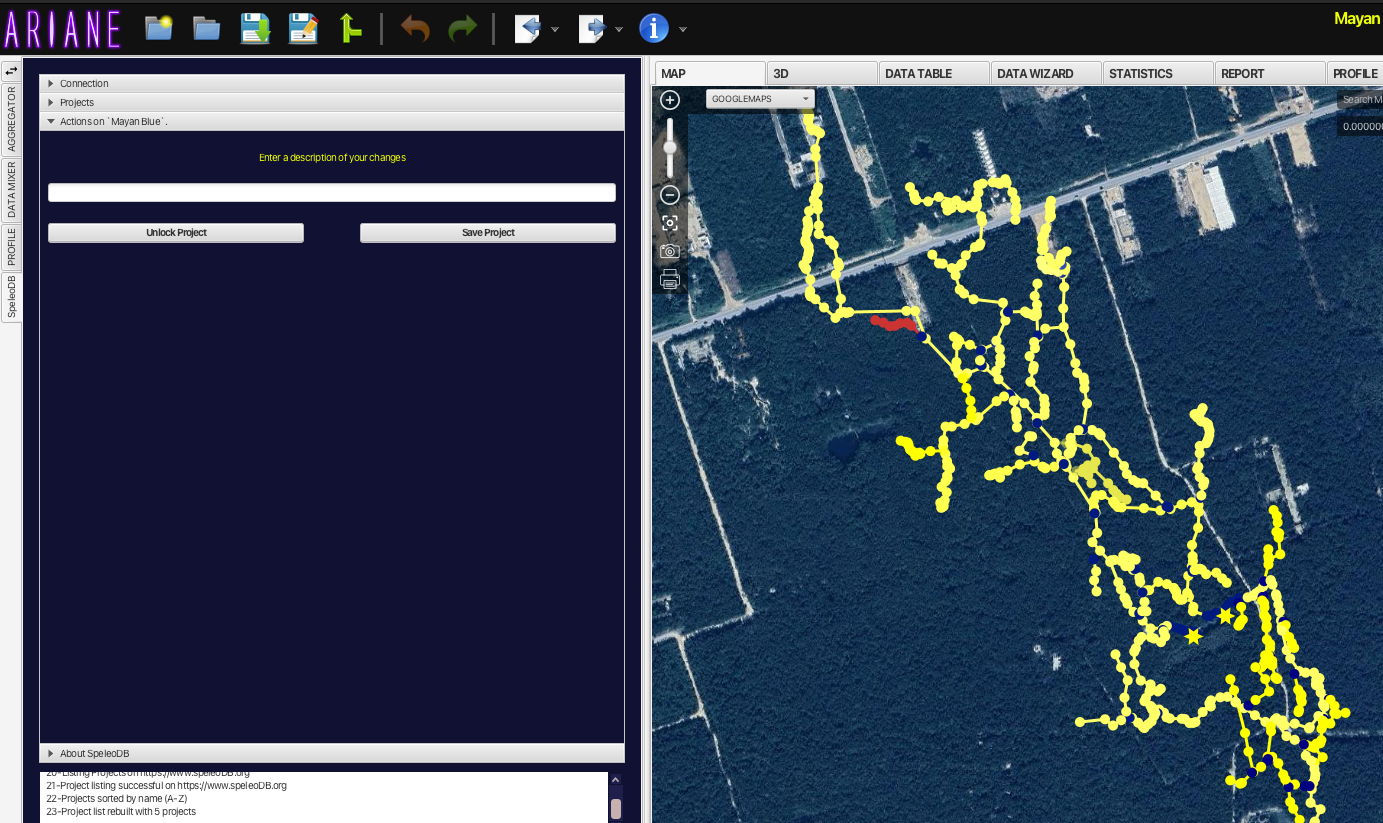 ARIANE
Mayan
AGGREGATOR
DATA MIXER
PROFILE
SpeleoDB
Connection
Projects
Actions on `Mayan Blue`.
Enter a description of your changes
Unlock Project
Save Project
About SpeleoDB
20-Listing Projects on https://www.speleoDB.org
21-Project listing successful on https://www.speleoDB.org
22-Projects sorted by name (A-Z)
23-Project list rebuilt with 5 projects
MAP
3D
DATA TABLE
DATA WIZARD
STATISTICS
REPORT
PROFILE
GOOGLEMAPS
Search M
0.000000